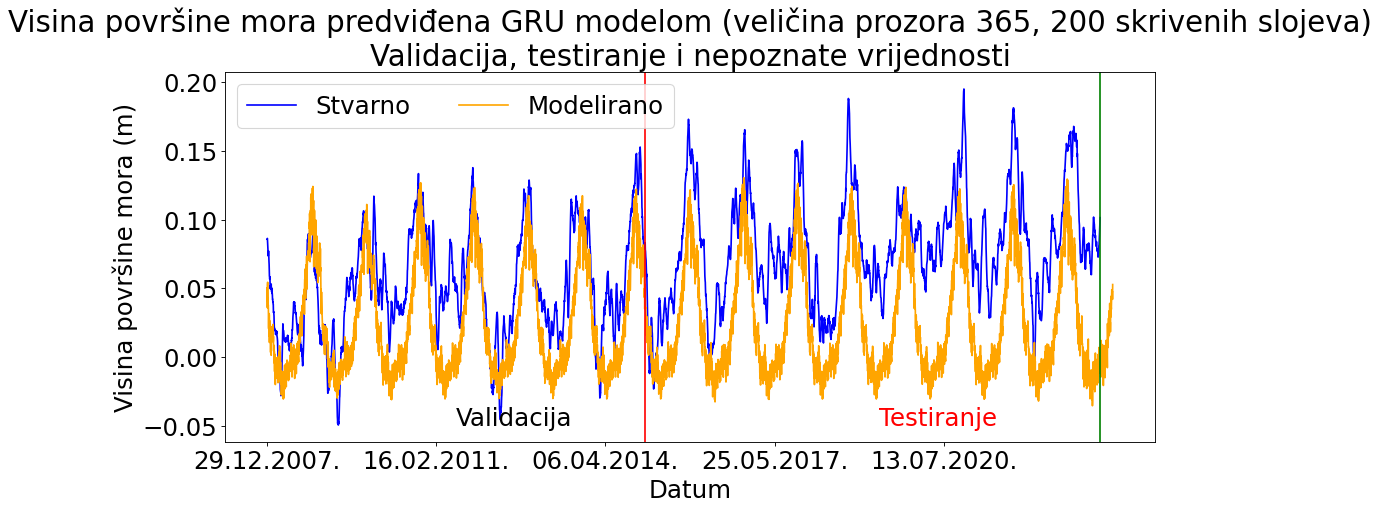 Visina površine mora predviđena GRU modelom (veličina prozora 365, 200 skrivenih slojeva)
Validacija, testiranje i nepoznate vrijednosti
Stvarno
Modelirano
Visina površine mora (m)
0.20
0.15
0.10
0.05
0.00
−0.05
Validacija
Testiranje
29.12.2007.
16.02.2011.
06.04.2014.
25.05.2017.
13.07.2020.
Datum